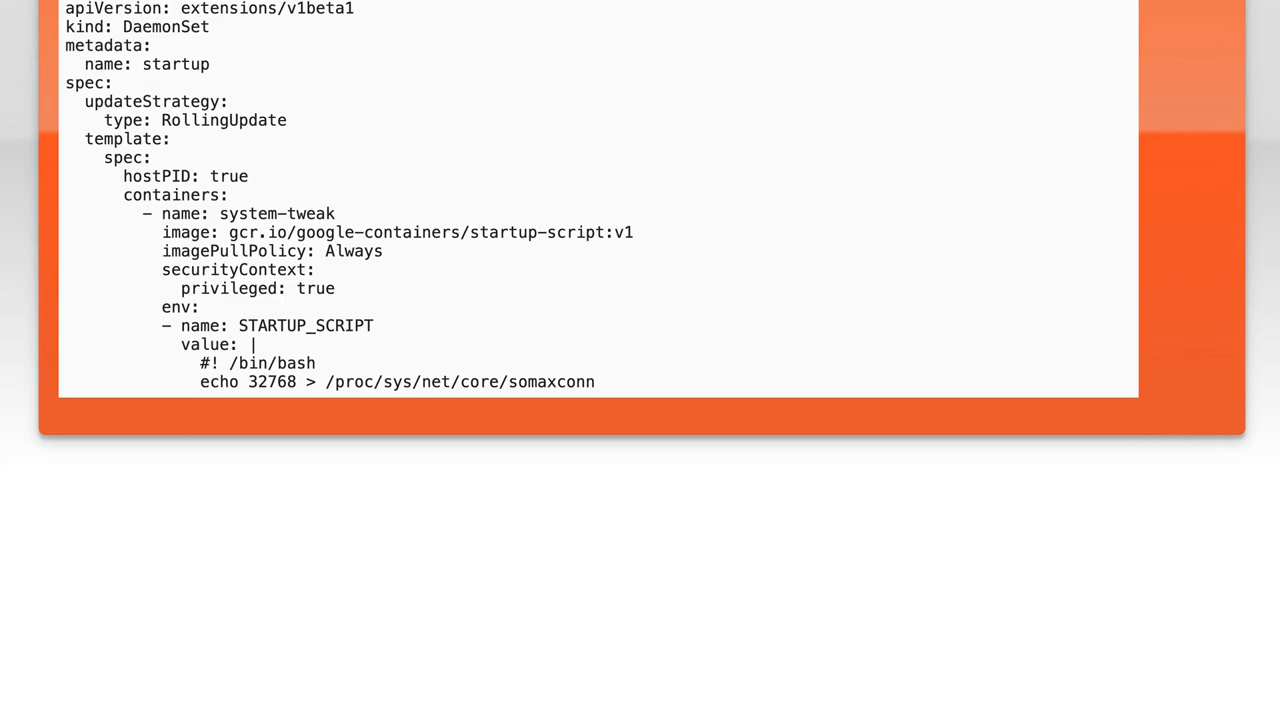 apiVersion: extensions/v1beta1
kind: DaemonSet
metadata:
  name: startup
spec:
  updateStrategy:
    type: RollingUpdate
  template:
    spec:
      hostPID: true
      containers:
        - name: system-tweak
          image: gcr.io/google-containers/startup-script:v1
          imagePullPolicy: Always
          securityContext:
            privileged: true
          env:
          - name: STARTUP_SCRIPT
            value: |
              #! /bin/bash
              echo 32768 > /proc/sys/net/core/somaxconn